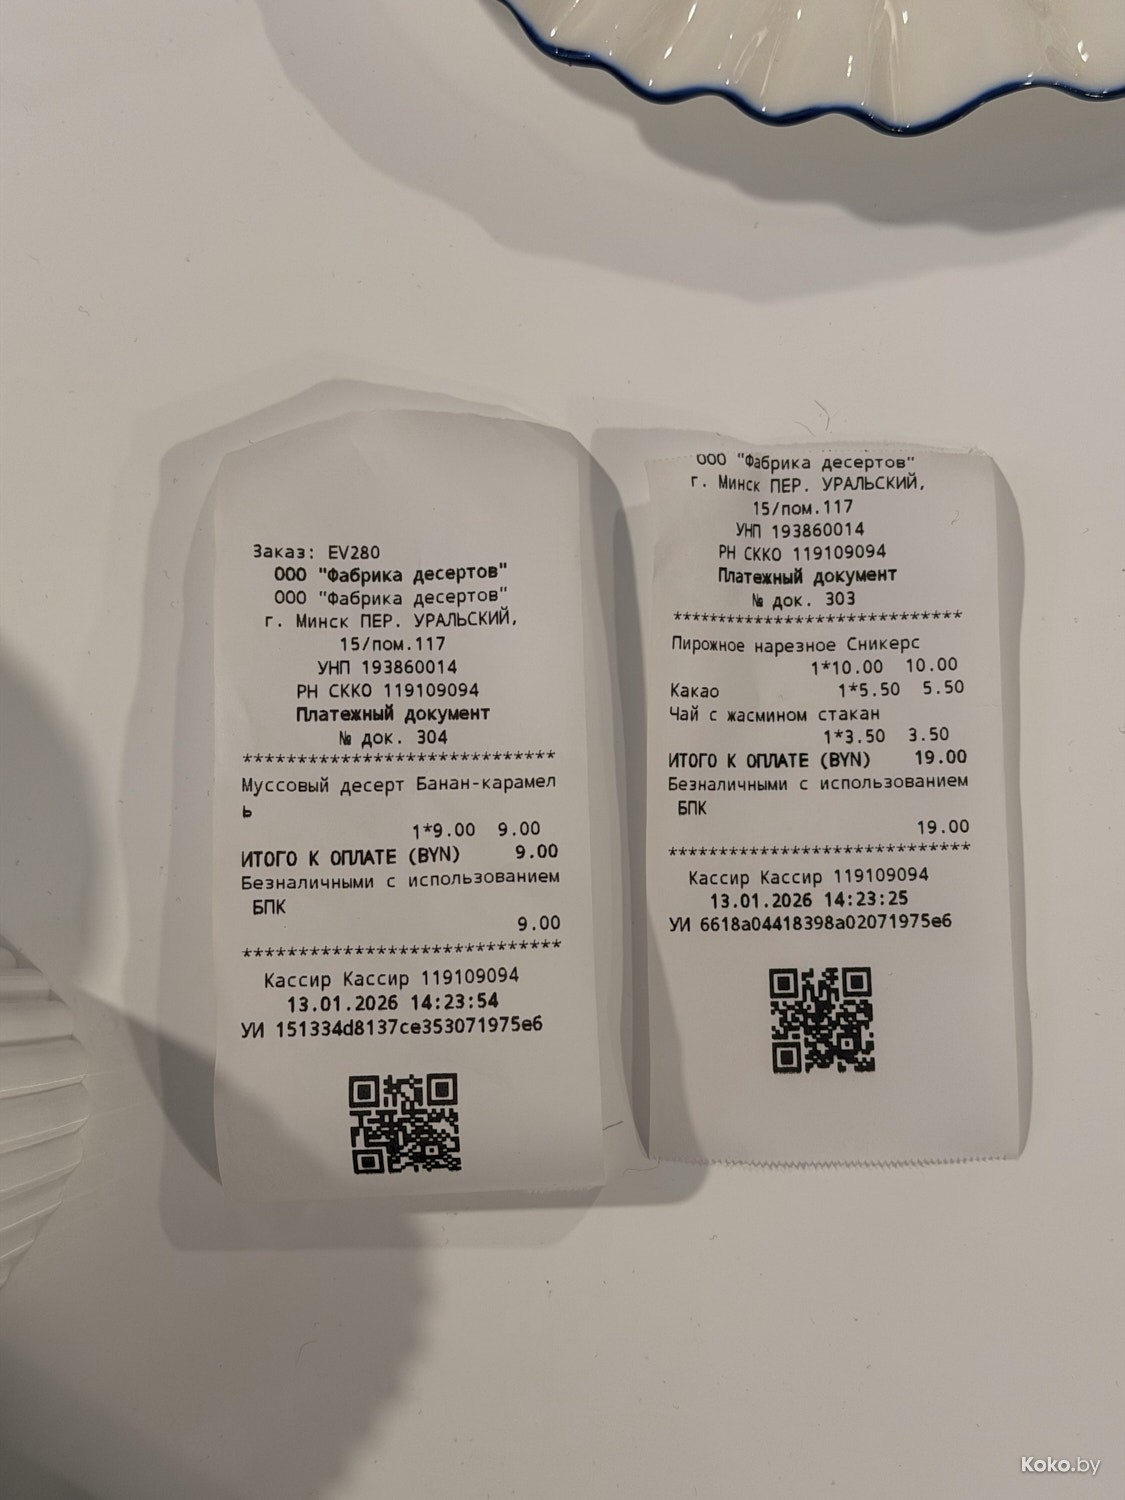 Заказ: EV280
ООО "Фабрика десертов"
ООО "Фабрика десертов"
г. Минск ПЕР. УРАЛЬСКИЙ,
15/пом.117
УНП 193860014
РН СККО 119109094
Платежный документ
№ док. 304
*****************************
Муссовый десерт Банан-карамел
ь
1*9.00 9.00
ИТОГО К ОПЛАТЕ (BYN) 9.00
Безналичными с использованием
БПК
9.00
*****************************
Кассир Кассир 119109094
13.01.2026 14:23:54
УИ 151334d8137ce353071975e6
ООО "Фабрика десертов"
г. Минск ПЕР. УРАЛЬСКИЙ,
15/пом.117
УНП 193860014
РН СККО 119109094
Платежный документ
№ док. 303
*****************************
Пирожное нарезное Сникерс
1*10.00 10.00
Какао 1*5.50 5.50
Чай с жасмином стакан
1*3.50 3.50
ИТОГО К ОПЛАТЕ (BYN) 19.00
Безналичными с использованием
БПК
19.00
*****************************
Кассир Кассир 119109094
13.01.2026 14:23:25
УИ 6618a04418398a02071975e6
Koko.by